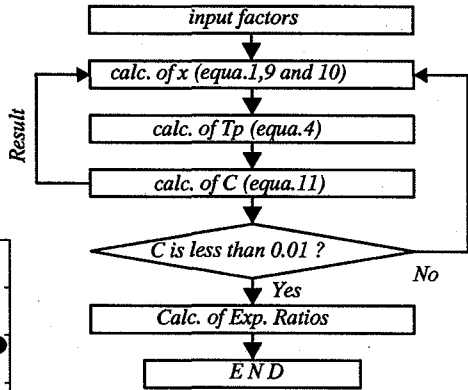 input factors
calc. of x (equa.1,9 and 10)
calc. of Tp (equa.4)
Result
calc. of C (equa.11)
C is less than 0.01 ?
No
Yes
Calc. of Exp. Ratios
E N D